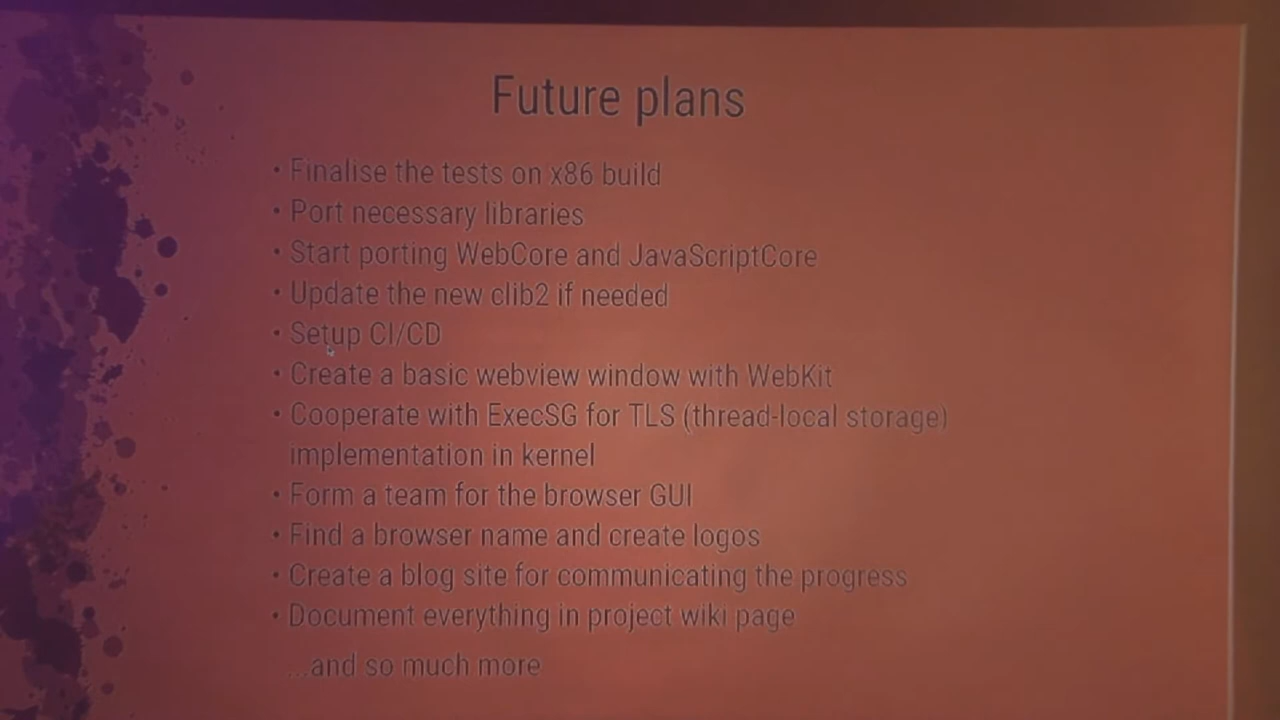 Future plans
• Finalise the tests on x86 build
• Port necessary libraries
• Start porting WebCore and JavaScriptCore
• Update the new clib2 if needed
• Setup CI/CD
• Create a basic webview window with WebKit
• Cooperate with ExecSG for TLS (thread-local storage)
implementation in kernel
• Form a team for the browser GUI
• Find a browser name and create logos
• Create a blog site for communicating the progress
• Document everything in project wiki page
...and so much more